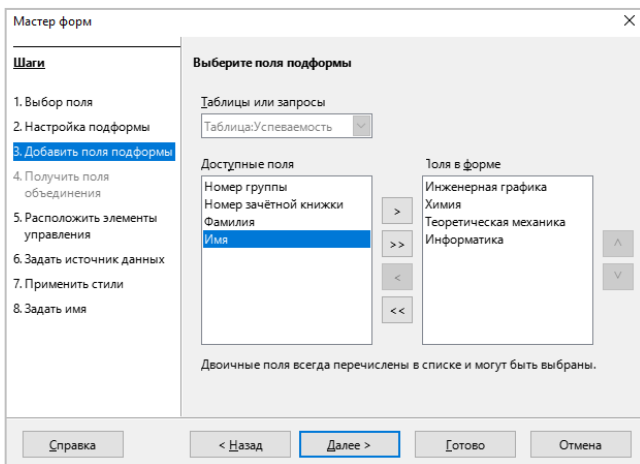 Мастер форм
Шаги
1. Выбор поля
2. Настройка подформы
3. Добавить поля подформы
4. Получить поля
объединения
5. Расположить элементы
управления
6. Задать источник данных
7. Применить стили
8. Задать имя
Выберите поля подформы
Таблицы или запросы
Таблица:Успеваемость
Доступные поля
Номер группы
Номер зачётной книжки
Фамилия
Имя
>
>>
<
<<
Поля в форме
Инженерная графика
Химия
Теоретическая механика
Информатика
Двоичные поля всегда перечислены в списке и могут быть выбраны.
Справка
< Назад
Далее >
Готово
Отмена